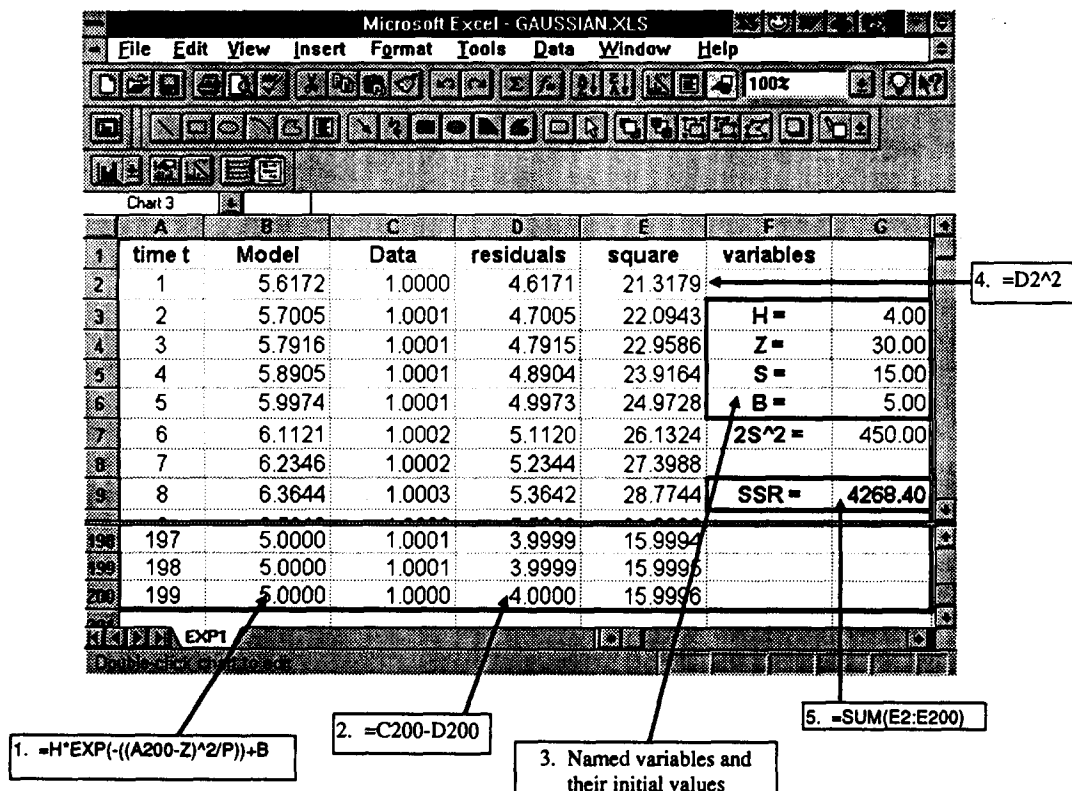 Microsoft Excel - GAUSSIAN.XLS
File Edit View Insert Format Tools Data Window Help
100%
Chart 3
A B C D E F G
1 time t Model Data residuals square variables
2 1 5.6172 1.0000 4.6171 21.3179
4. =D2^2
3 2 5.7005 1.0001 4.7005 22.0943 H = 4.00
4 3 5.7916 1.0001 4.7915 22.9586 Z = 30.00
5 4 5.8905 1.0001 4.8904 23.9164 S = 15.00
6 5 5.9974 1.0001 4.9973 24.9728 B = 5.00
7 6 6.1121 1.0002 5.1120 26.1324 2S^2 = 450.00
8 7 6.2346 1.0002 5.2344 27.3988
9 8 6.3644 1.0003 5.3642 28.7744 SSR = 4268.40
198 197 5.0000 1.0001 3.9999 15.9994
199 198 5.0000 1.0001 3.9999 15.9996
200 199 5.0000 1.0000 4.0000 15.9996
EXP1
Double-click chart to edit
1. =H*EXP(-((A200-Z)^2/P))+B
2. =C200-D200
3. Named variables and
their initial values
5. =SUM(E2:E200)